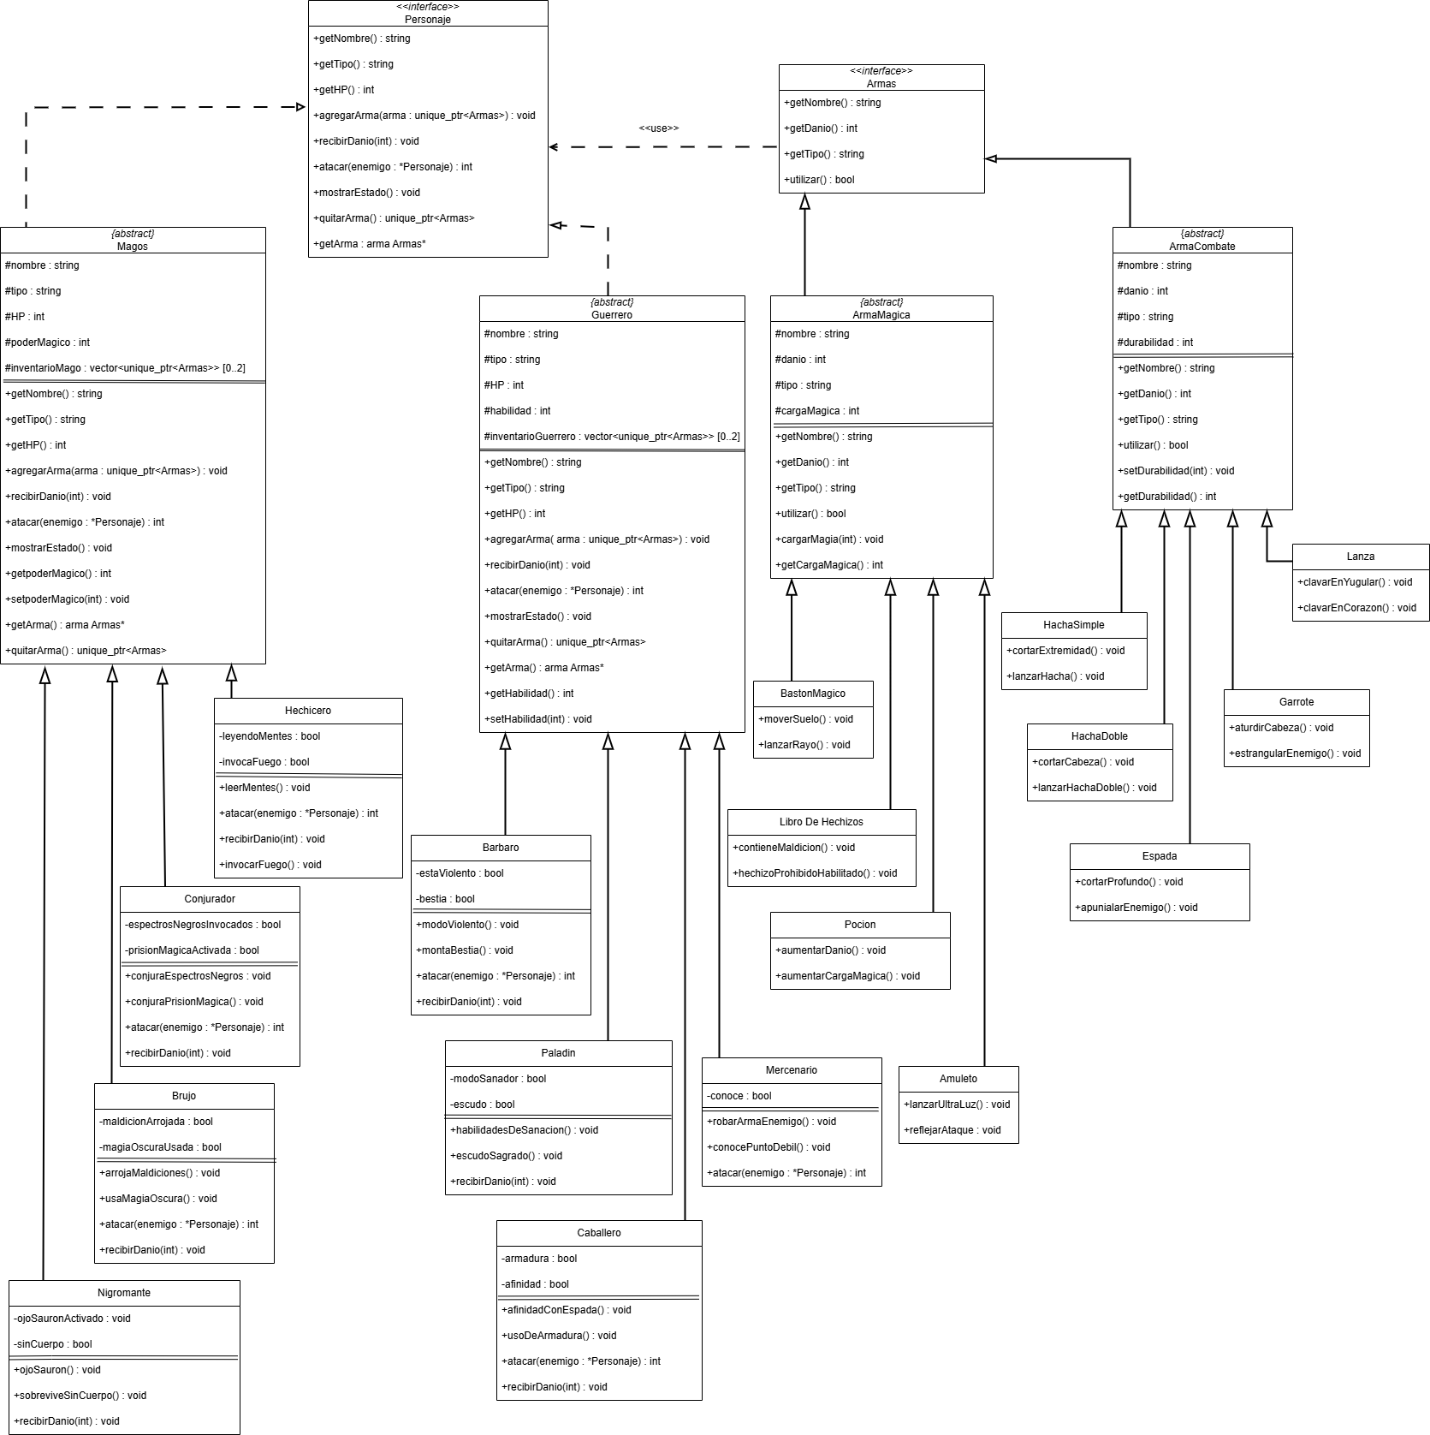 <<interface>>
Personaje
+getNombre() : string
+getTipo() : string
+getHP() : int
+agregarArma(arma : unique_ptr<Armas>) : void
+recibirDanio(int) : void
+atacar(enemigo : *Personaje) : int
+mostrarEstado() : void
+quitarArma() : unique_ptr<Armas>
+getArma : arma Armas*
<<use>>
<<interface>>
Armas
+getNombre() : string
+getDanio() : int
+getTipo() : string
+utilizar() : bool
{abstract}
Magos
#nombre : string
#tipo : string
#HP : int
#poderMagico : int
#inventarioMago : vector<unique_ptr<Armas>> [0..2]
+getNombre() : string
+getTipo() : string
+getHP() : int
+agregarArma(arma : unique_ptr<Armas>) : void
+recibirDanio(int) : void
+atacar(enemigo : *Personaje) : int
+mostrarEstado() : void
+getpoderMagico() : int
+setpoderMagico(int) : void
+getArma() : arma Armas*
+quitarArma() : unique_ptr<Armas>
{abstract}
Guerrero
#nombre : string
#tipo : string
#HP : int
#habilidad : int
#inventarioGuerrero : vector<unique_ptr<Armas>> [0..2]
+getNombre() : string
+getTipo() : string
+getHP() : int
+agregarArma( arma : unique_ptr<Armas>) : void
+recibirDanio(int) : void
+atacar(enemigo : *Personaje) : int
+mostrarEstado() : void
+quitarArma() : unique_ptr<Armas>
+getArma() : arma Armas*
+getHabilidad() : int
+setHabilidad(int) : void
{abstract}
ArmaMagica
#nombre : string
#danio : int
#tipo : string
#cargaMagica : int
+getNombre() : string
+getDanio() : int
+getTipo() : string
+utilizar() : bool
+cargarMagia(int) : void
+getCargaMagica() : int
{abstract}
ArmaCombate
#nombre : string
#danio : int
#tipo : string
#durabilidad : int
+getNombre() : string
+getDanio() : int
+getTipo() : string
+utilizar() : bool
+setDurabilidad(int) : void
+getDurabilidad() : int
Lanza
+clavarEnYugular() : void
+clavarEnCorazon() : void
HachaSimple
+cortarExtremidad() : void
+lanzarHacha() : void
Garrote
+aturdirCabeza() : void
+estrangularEnemigo() : void
HachaDoble
+cortarCabeza() : void
+lanzarHachaDoble() : void
Espada
+cortarProfundo() : void
+apunialarEnemigo() : void
BastonMagico
+moverSuelo() : void
+lanzarRayo() : void
Libro De Hechizos
+contieneMaldicion() : void
+hechizoProhibidoHabilitado() : void
Pocion
+aumentarDanio() : void
+aumentarCargaMagica() : void
Amuleto
+lanzarUltraLuz() : void
+reflejarAtaque : void
Hechicero
-leyendoMentes : bool
-invocaFuego : bool
+leerMentes() : void
+atacar(enemigo : *Personaje) : int
+recibirDanio(int) : void
+invocarFuego() : void
Conjurador
-espectrosNegrosInvocados : bool
-prisionMagicaActivada : bool
+conjuraEspectrosNegros : void
+conjuraPrisionMagica() : void
+atacar(enemigo : *Personaje) : int
+recibirDanio(int) : void
Brujo
-maldicionArrojada : bool
-magiaOscuraUsada : bool
+arrojaMaldiciones() : void
+usaMagiaOscura() : void
+atacar(enemigo : *Personaje) : int
+recibirDanio(int) : void
Nigromante
-ojoSauronActivado : void
-sinCuerpo : bool
+ojoSauron() : void
+sobreviveSinCuerpo() : void
+recibirDanio(int) : void
Barbaro
-estaViolento : bool
-bestia : bool
+modoViolento() : void
+montaBestia() : void
+atacar(enemigo : *Personaje) : int
+recibirDanio(int) : void
Paladin
-modoSanador : bool
-escudo : bool
+habilidadesDeSanacion() : void
+escudoSagrado() : void
+recibirDanio(int) : void
Mercenario
-conoce : bool
+robarArmaEnemigo() : void
+conocePuntoDebil() : void
+atacar(enemigo : *Personaje) : int
Caballero
-armadura : bool
-afinidad : bool
+afinidadConEspada() : void
+usoDeArmadura() : void
+atacar(enemigo : *Personaje) : int
+recibirDanio(int) : void